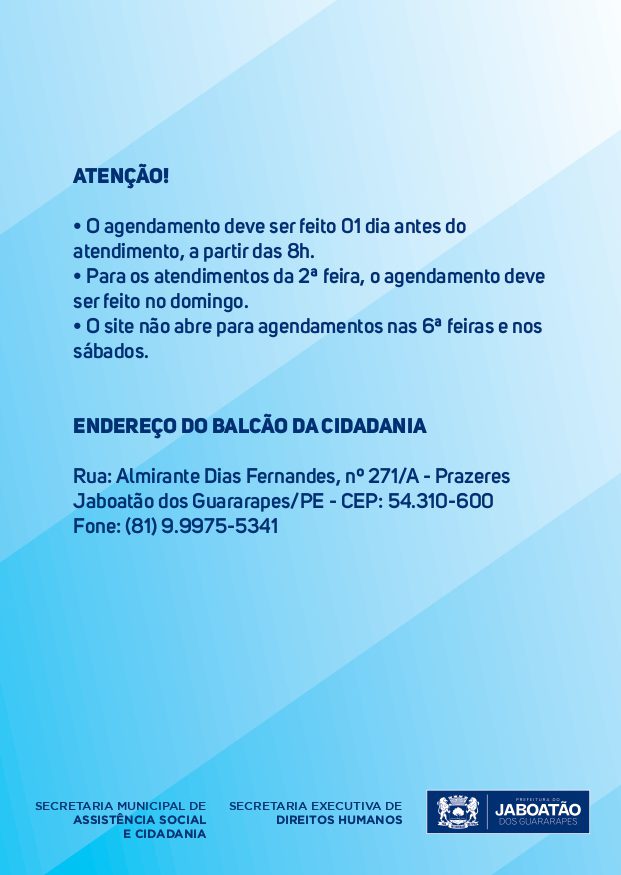 ATENÇÃO!
• O agendamento deve ser feito 01 dia antes do
atendimento, a partir das 8h.
• Para os atendimentos da 2ª feira, o agendamento deve
ser feito no domingo.
• O site não abre para agendamentos nas 6ª feiras e nos
sábados.
ENDEREÇO DO BALCÃO DA CIDADANIA
Rua: Almirante Dias Fernandes, nº 271/A - Prazeres
Jaboatão dos Guararapes/PE - CEP: 54.310-600
Fone: (81) 9.9975-5341
SECRETARIA MUNICIPAL DE
ASSISTÊNCIA SOCIAL
E CIDADANIA
SECRETARIA EXECUTIVA DE
DIREITOS HUMANOS
PREFEITURA DO
JABOATÃO
DOS GUARARAPES